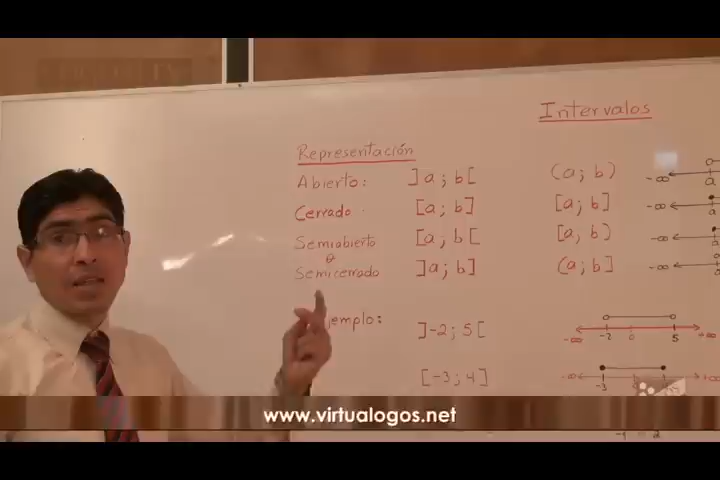 Intervalos
Representación
Abierto: ]a; b[ (a; b) -∞ a
Cerrado: [a; b] [a; b] -∞ a
Semiabierto [a; b[ [a, b) -∞ a
o
Semicerrado ]a; b] (a; b] -∞ a
jemplo: ]-2; 5[ -∞ -2 0 5 +∞
[-3; 4] -∞ -3 +∞
www.virtualogos.net